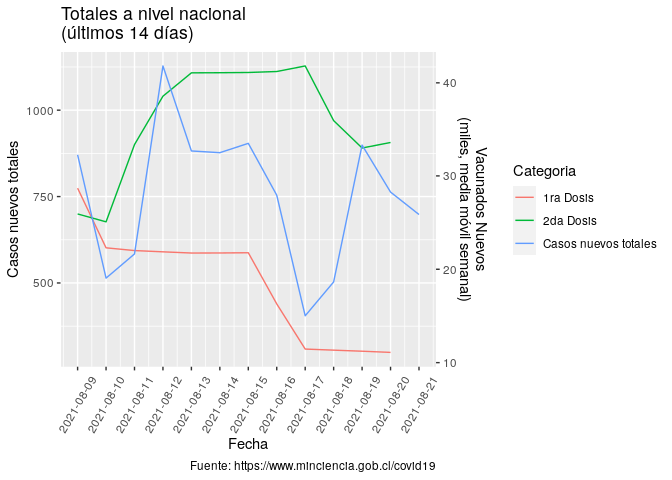 Totales a nivel nacional
(últimos 14 días)
Casos nuevos totales
1000
750
500
40
30
20
10
Vacunados Nuevos
(miles, media móvil semanal)
2021-08-09
2021-08-10
2021-08-11
2021-08-12
2021-08-13
2021-08-14
2021-08-15
2021-08-16
2021-08-17
2021-08-18
2021-08-19
2021-08-20
2021-08-21
Fecha
Categoria
1ra Dosis
2da Dosis
Casos nuevos totales
Fuente: https://www.minciencia.gob.cl/covid19